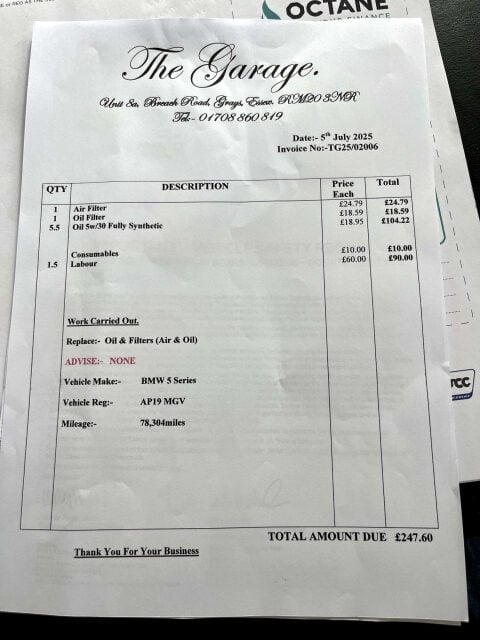 OCTANE
FINANCE
The Garage.
Unit 8a, Breach Road, Grays, Essex. RM20 3NR
Tel:- 01708 860 819
Date:- 5th July 2025
Invoice No:-TG25/02006
QTY DESCRIPTION Price Each Total
1 Air Filter £24.79 £24.79
1 Oil Filter £18.59 £18.59
5.5 Oil 5w/30 Fully Synthetic £18.95 £104.22
Consumables £10.00 £10.00
1.5 Labour £60.00 £90.00
Work Carried Out.
Replace:- Oil & Filters (Air & Oil)
ADVISE:- NONE
Vehicle Make:- BMW 5 Series
Vehicle Reg:- AP19 MGV
Mileage:- 78,304miles
TOTAL AMOUNT DUE £247.60
Thank You For Your Business